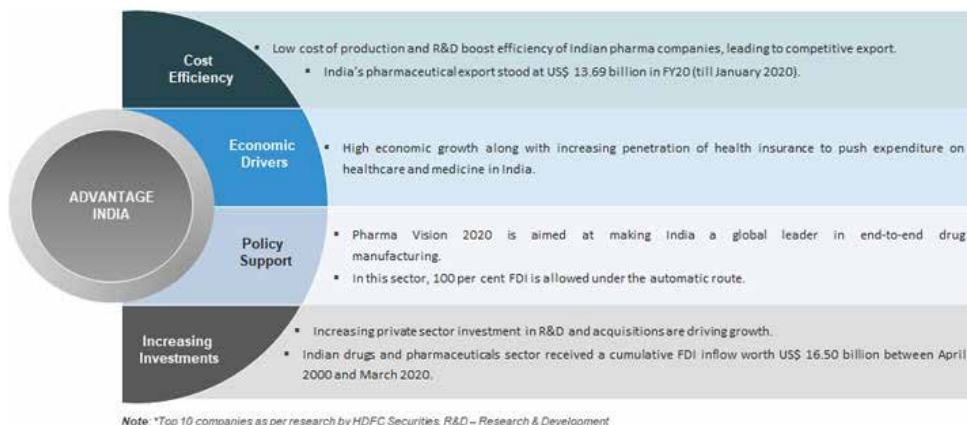 Cost
Efficiency
▪ Low cost of production and R&D boost efficiency of Indian pharma companies, leading to competitive export.
▪ India's pharmaceutical export stood at US$ 13.69 billion in FY20 (till January 2020).
ADVANTAGE
INDIA
Economic
Drivers
▪ High economic growth along with increasing penetration of health insurance to push expenditure on
healthcare and medicine in India.
Policy
Support
▪ Pharma Vision 2020 is aimed at making India a global leader in end-to-end drug
manufacturing.
▪ In this sector, 100 per cent FDI is allowed under the automatic route.
Increasing
Investments
▪ Increasing private sector investment in R&D and acquisitions are driving growth.
▪ Indian drugs and pharmaceuticals sector received a cumulative FDI inflow worth US$ 16.50 billion between April
2000 and March 2020.
Note: *Top 10 companies as per research by HDFC Securities, R&D – Research & Development